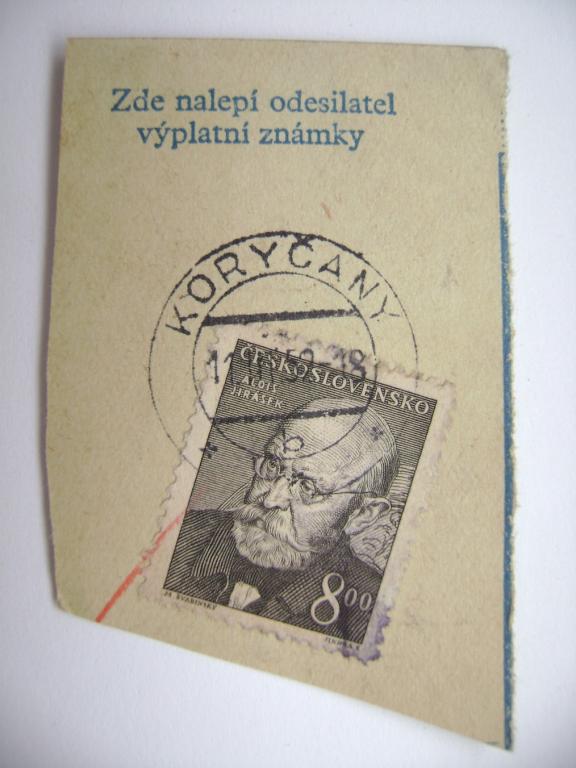 Zde nalepí odesilatel
výplatní známky
KORYČANY
ČESKOSLOVENSKO
ALOIS
JIRÁSEK
8 00